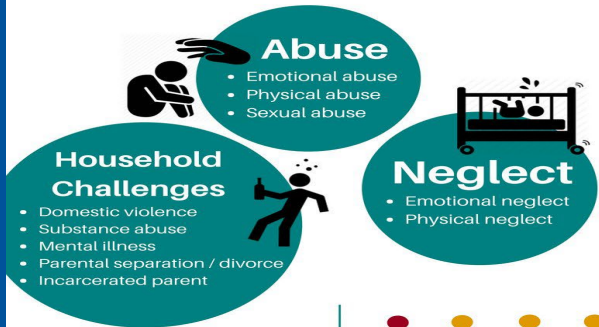 Abuse
• Emotional abuse
• Physical abuse
• Sexual abuse
Household
Challenges
• Domestic violence
• Substance abuse
• Mental illness
• Parental separation / divorce
• Incarcerated parent
Neglect
• Emotional neglect
• Physical neglect